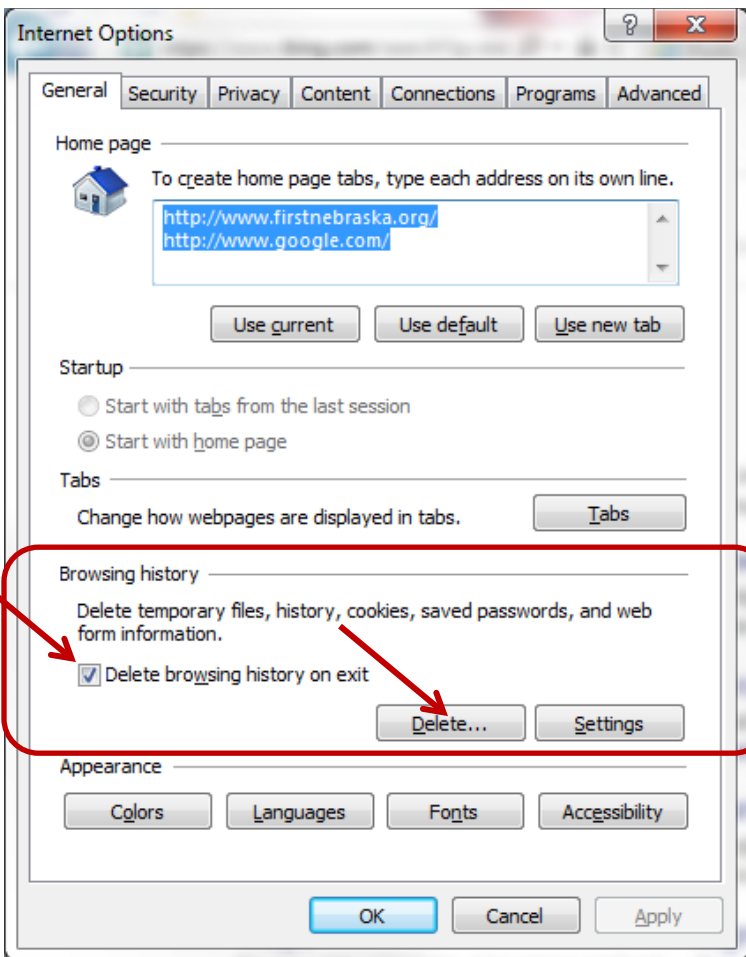 Internet Options
?
X
General Security Privacy Content Connections Programs Advanced
Home page
To create home page tabs, type each address on its own line.
http://www.firstnebraska.org/
http://www.google.com/
Use current Use default Use new tab
Startup
Start with tabs from the last session
Start with home page
Tabs
Change how webpages are displayed in tabs. Tabs
Browsing history
Delete temporary files, history, cookies, saved passwords, and web
form information.
Delete browsing history on exit
Delete... Settings
Appearance
Colors Languages Fonts Accessibility
OK Cancel Apply